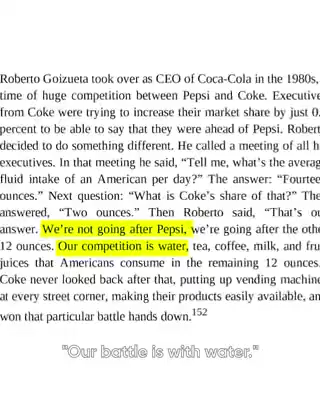 Roberto Goizueta took over as CEO of Coca-Cola in the 1980s,
time of huge competition between Pepsi and Coke. Executive
from Coke were trying to increase their market share by just 0.
percent to be able to say that they were ahead of Pepsi. Robert
decided to do something different. He called a meeting of all h
executives. In that meeting he said, “Tell me, what’s the averag
fluid intake of an American per day?” The answer: “Fourtee
ounces.” Next question: “What is Coke’s share of that?” The
answered, “Two ounces.” Then Roberto said, “That’s ou
answer. We’re not going after Pepsi, we’re going after the othe
12 ounces. Our competition is water, tea, coffee, milk, and fru
juices that Americans consume in the remaining 12 ounces.
Coke never looked back after that, putting up vending machine
at every street corner, making their products easily available, an
won that particular battle hands down.152
"Our battle is with water."